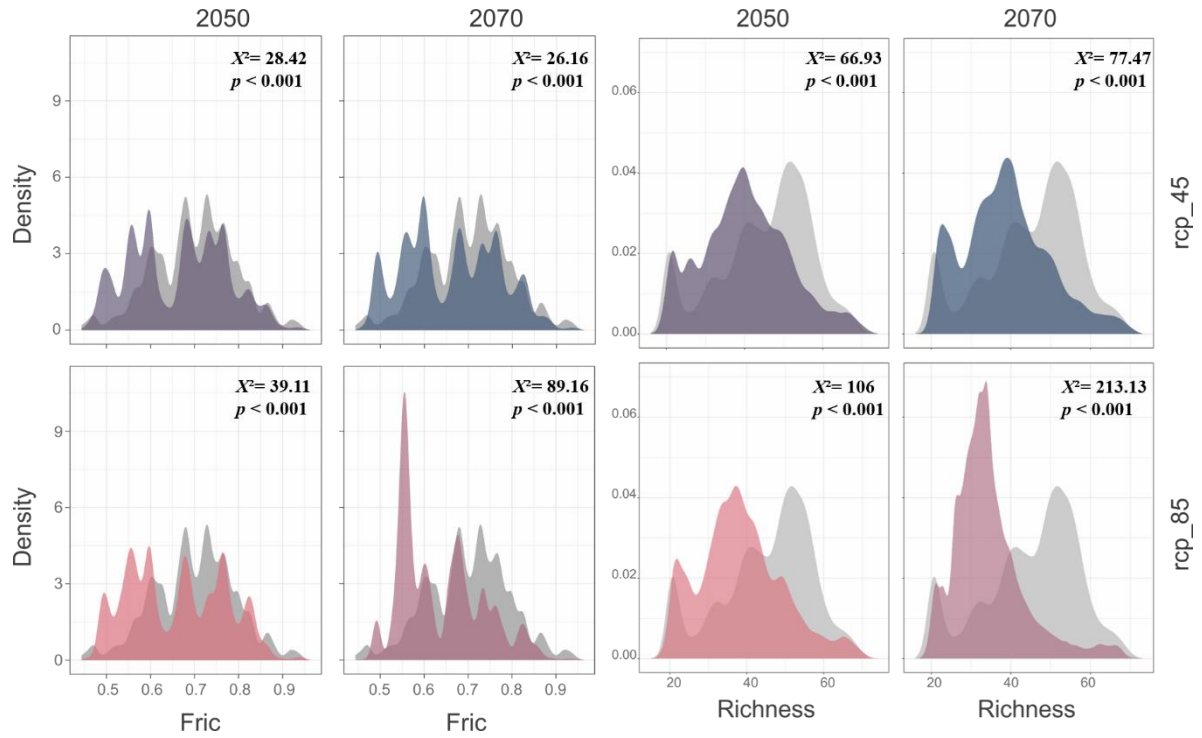 2050
2070
2050
2070
X²= 28.42
p < 0.001
X²= 26.16
p < 0.001
X²= 66.93
p < 0.001
X²= 77.47
p < 0.001
9
6
3
0
Density
0.06
0.04
0.02
0.00
rcp_45
X²= 39.11
p < 0.001
X²= 89.16
p < 0.001
X²= 106
p < 0.001
X²= 213.13
p < 0.001
9
6
3
0
Density
0.06
0.04
0.02
0.00
rcp_85
0.5 0.6 0.7 0.8 0.9
0.5 0.6 0.7 0.8 0.9
20 40 60
20 40 60
Fric
Fric
Richness
Richness